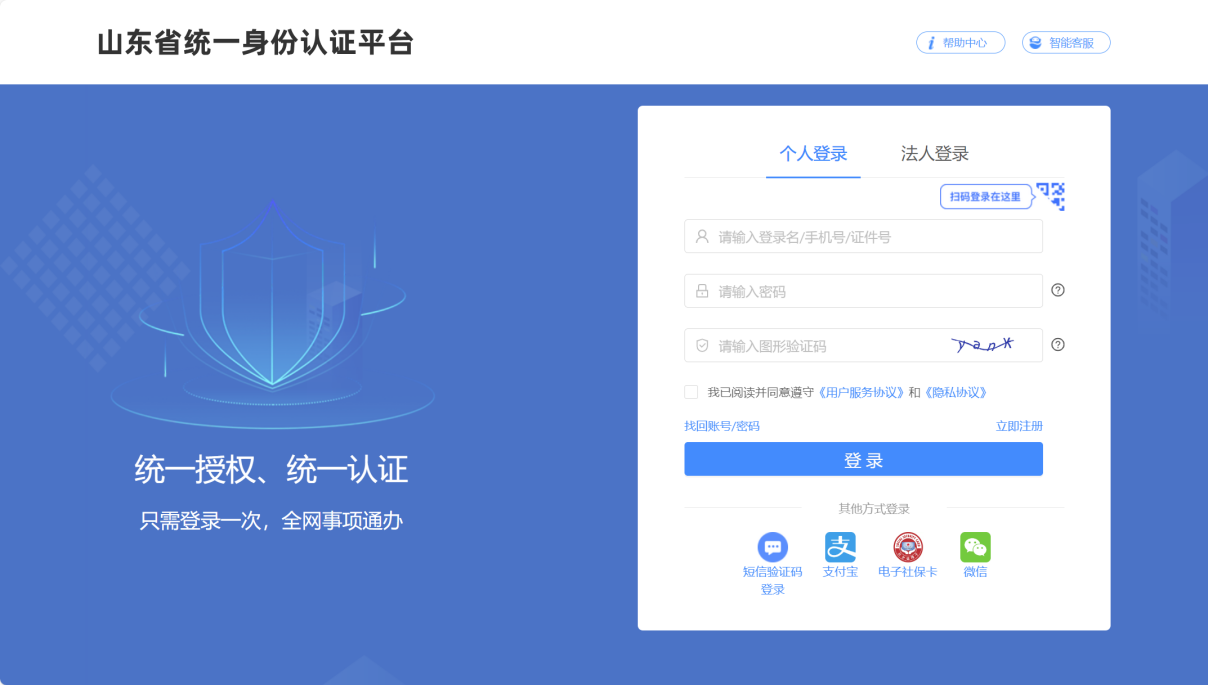 山东省统一身份认证平台
帮助中心
智能客服
个人登录
法人登录
扫码登录在这里
请输入登录名/手机号/证件号
请输入密码
请输入图形验证码
yanx
我已阅读并同意遵守《用户服务协议》和《隐私协议》
找回账号/密码
立即注册
登录
其他方式登录
短信验证码
登录
支付宝
电子社保卡
微信
统一授权、统一认证
只需登录一次，全网事项通办